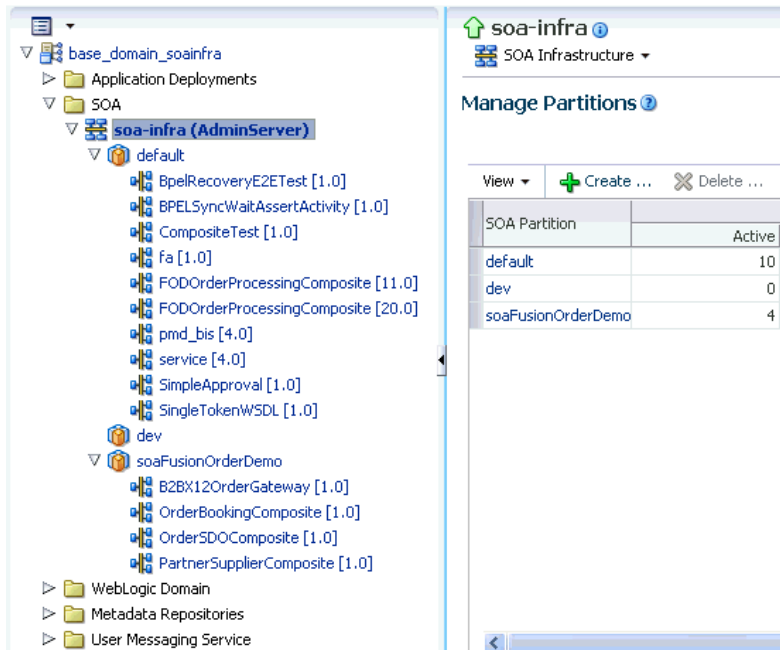 base_domain_soainfra
Application Deployments
SOA
soa-infra (AdminServer)
default
BpelRecoveryE2ETest [1.0]
BPELSyncWaitAssertActivity [1.0]
CompositeTest [1.0]
fa [1.0]
FODOrderProcessingComposite [11.0]
FODOrderProcessingComposite [20.0]
pmd_bis [4.0]
service [4.0]
SimpleApproval [1.0]
SingleTokenWSDL [1.0]
dev
soaFusionOrderDemo
B2BX12OrderGateway [1.0]
OrderBookingComposite [1.0]
OrderSDOComposite [1.0]
PartnerSupplierComposite [1.0]
WebLogic Domain
Metadata Repositories
User Messaging Service
soa-infra
SOA Infrastructure
Manage Partitions
View Create ... Delete ...
SOA Partition Active
default 10
dev 0
soaFusionOrderDemo 4